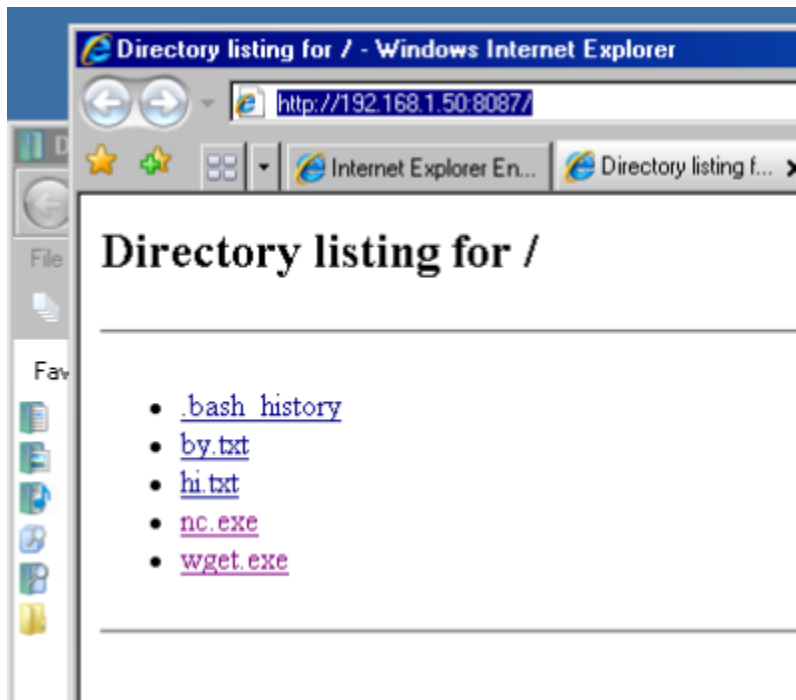 Directory listing for / - Windows Internet Explorer
http://192.168.1.50:8087/
D
Internet Explorer En...
Directory listing f...
File
Directory listing for /
Fav
.bash_history
by.txt
hi.txt
nc.exe
wget.exe